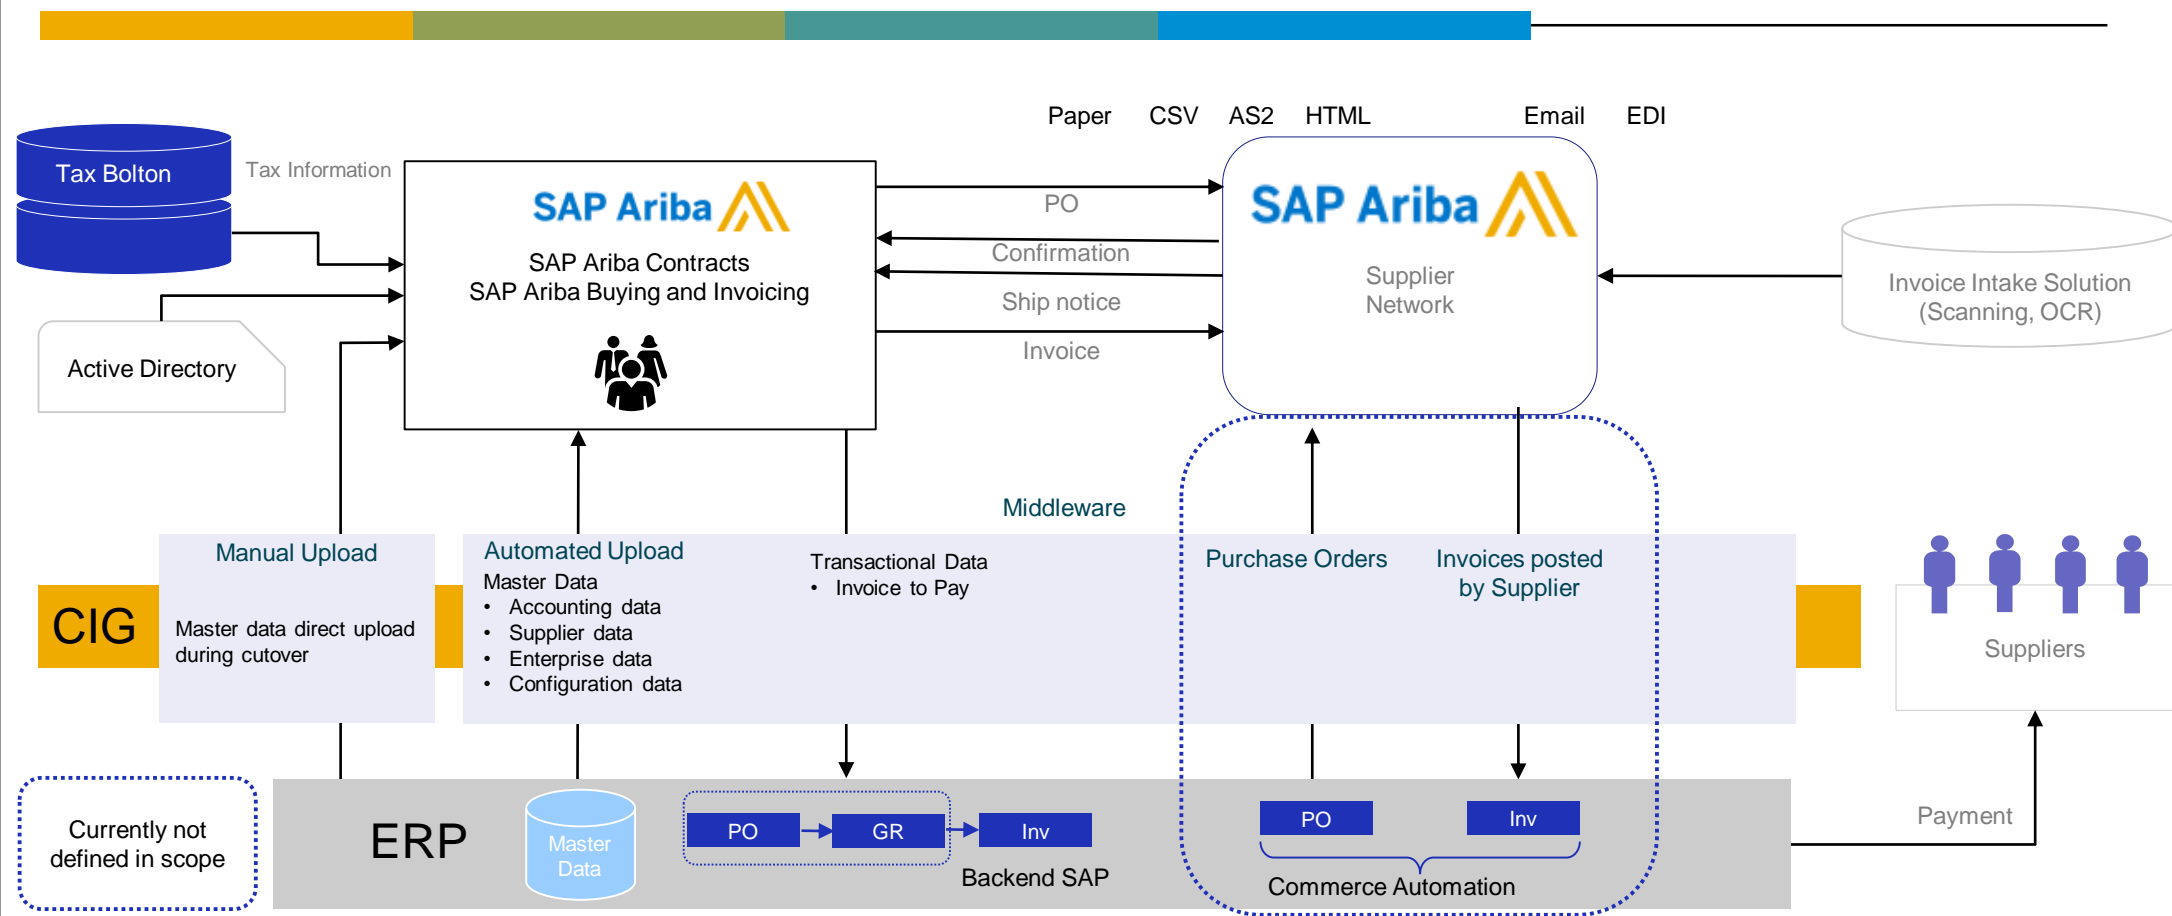 Paper CSV AS2 HTML Email EDI
Tax Bolton
Tax Information
SAP Ariba
SAP Ariba Contracts
SAP Ariba Buying and Invoicing
PO
Confirmation
Ship notice
Invoice
SAP Ariba
Supplier
Network
Invoice Intake Solution
(Scanning, OCR)
Active Directory
Middleware
CIG
Manual Upload
Master data direct upload
during cutover
Automated Upload
Master Data
• Accounting data
• Supplier data
• Enterprise data
• Configuration data
Transactional Data
• Invoice to Pay
Purchase Orders
Invoices posted
by Supplier
Suppliers
Currently not
defined in scope
ERP
Master
Data
PO
GR
Inv
Backend SAP
PO
Inv
Commerce Automation
Payment